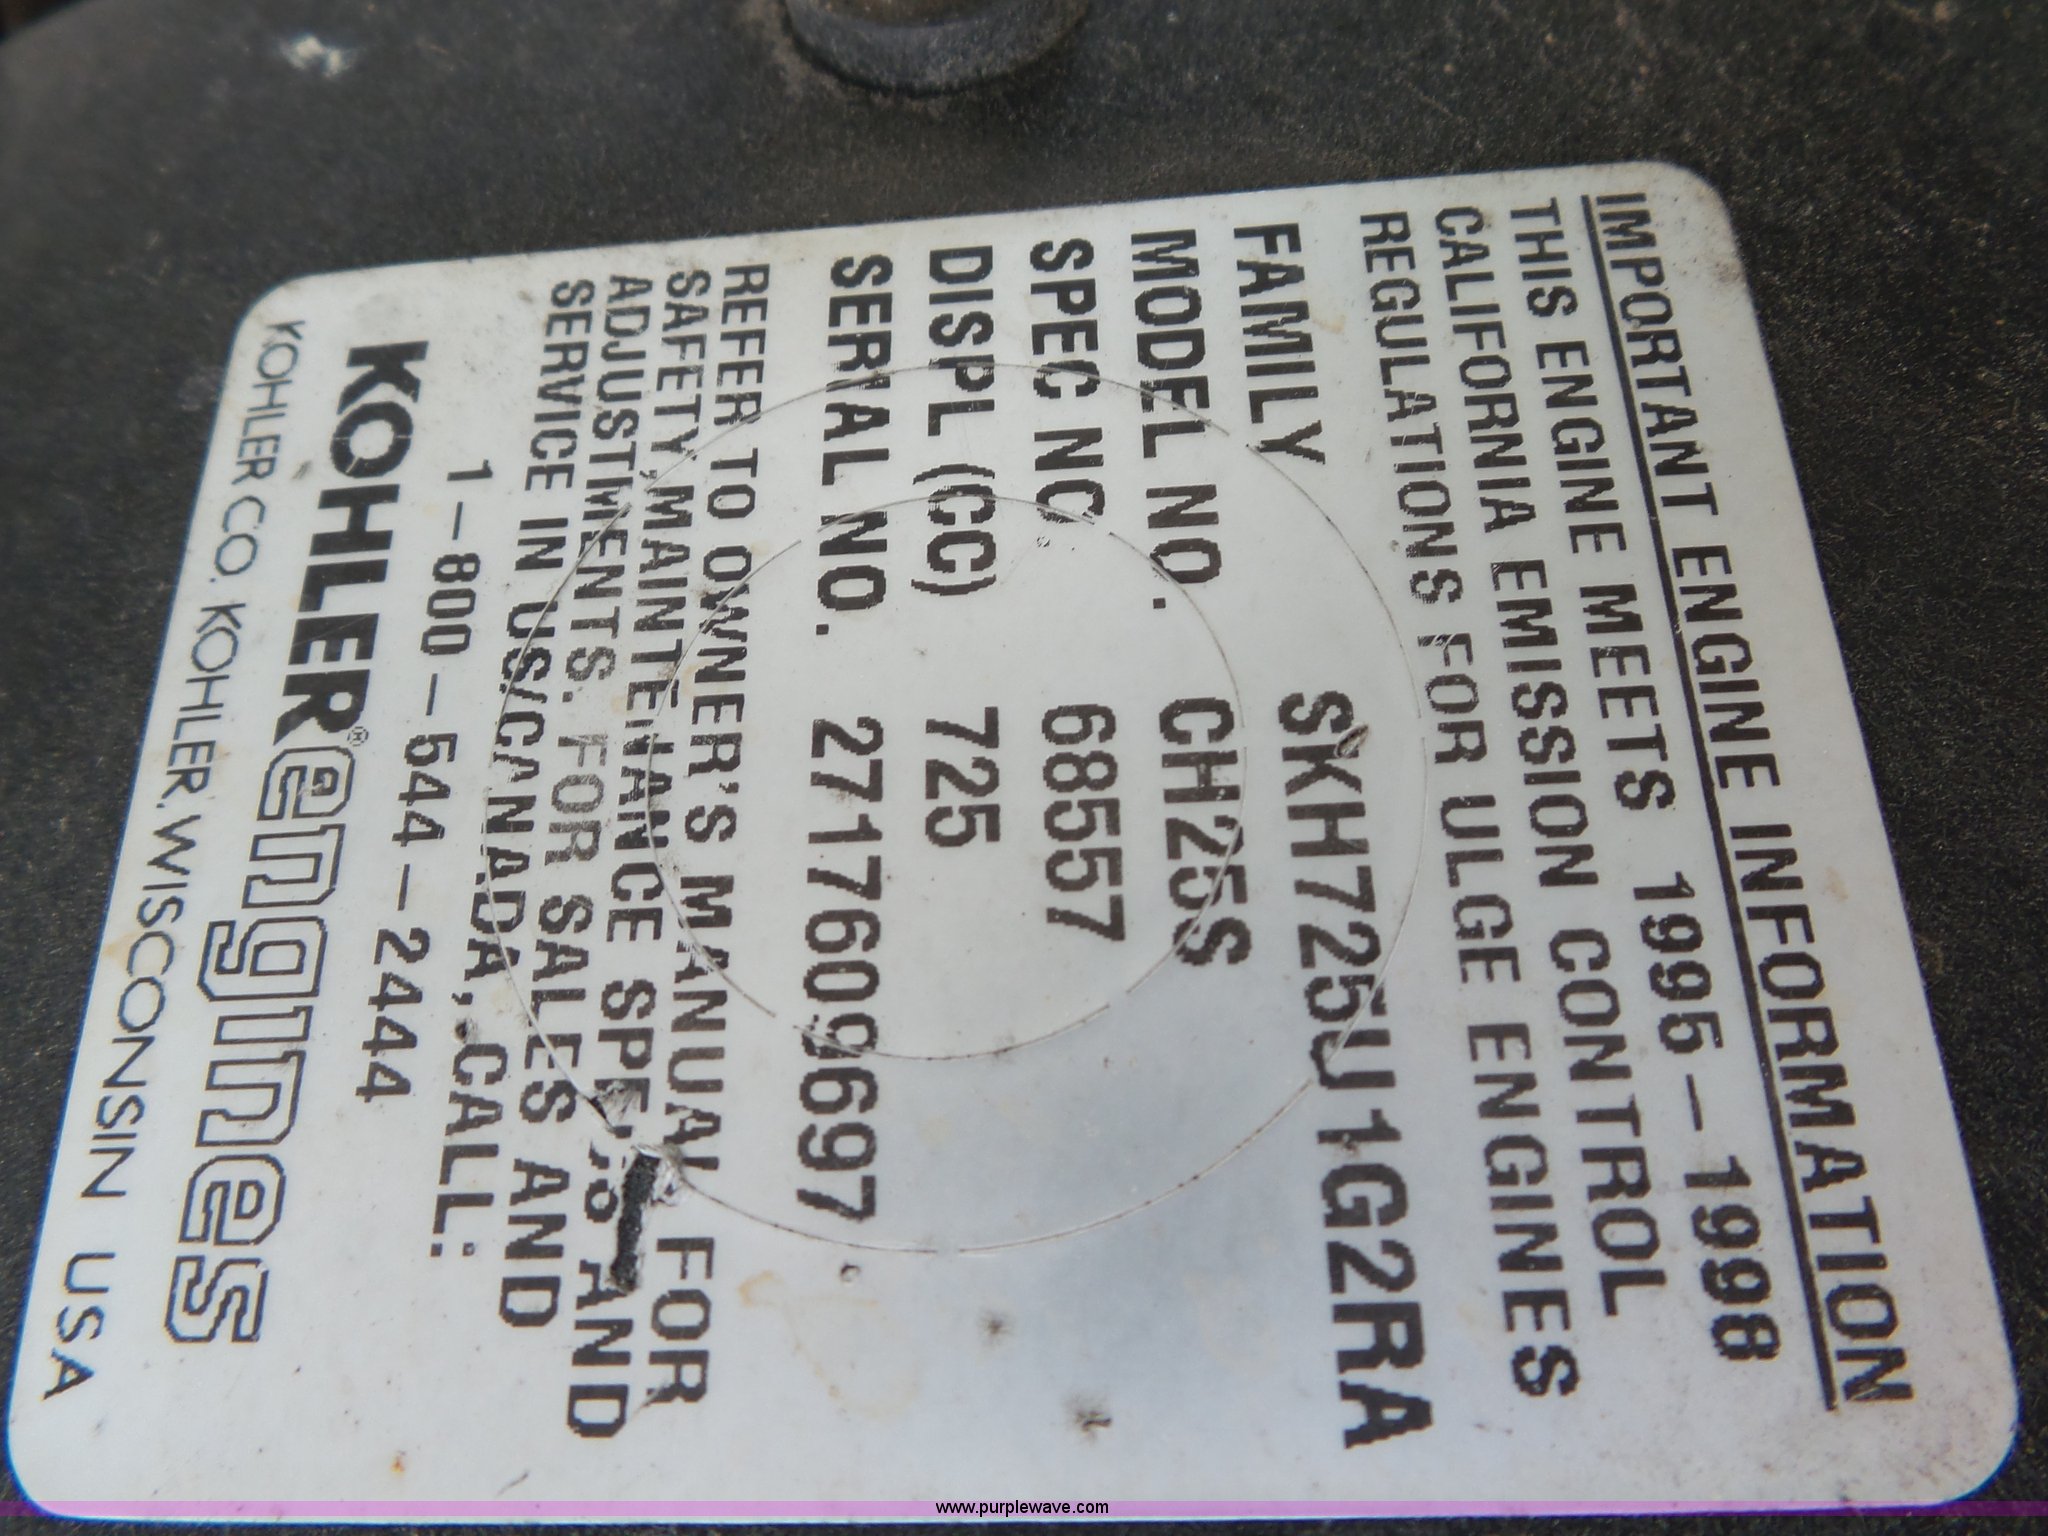 IMPORTANT ENGINE INFORMATION
THIS ENGINE MEETS 1995-1998
CALIFORNIA EMISSION CONTROL
REGULATIONS FOR ULGE ENGINES
FAMILY SKH725U1G2RA
MODEL NO. CH25S
SPEC NO. 68557
DISPL (CC) 725
SERIAL NO. 2717609697
REFER TO OWNER'S MANUAL FOR
SAFETY, MAINTENANCE SPECS AND
ADJUSTMENTS. FOR SALES AND
SERVICE IN US/CANADA, CALL:
1-800-544-2444
KOHLER® engines
KOHLER CO. KOHLER, WISCONSIN USA
www.purplewave.com